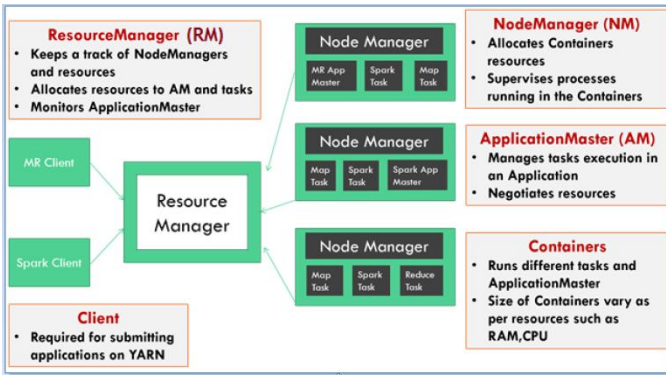 ResourceManager (RM)
• Keeps a track of NodeManagers
and resources
• Allocates resources to AM and tasks
• Monitors ApplicationMaster
MR Client
Spark Client
Client
• Required for submitting
applications on YARN
Resource
Manager
Node Manager
MR App
Master
Spark
Task
Map
Task
Node Manager
Map
Task
Spark
Task
Spark App
Master
Node Manager
Map
Task
Spark
Task
Reduce
Task
NodeManager (NM)
• Allocates Containers
resources
• Supervises processes
running in the Containers
ApplicationMaster (AM)
• Manages tasks execution in
an Application
• Negotiates resources
Containers
• Runs different tasks and
ApplicationMaster
• Size of Containers vary as
per resources such as
RAM,CPU